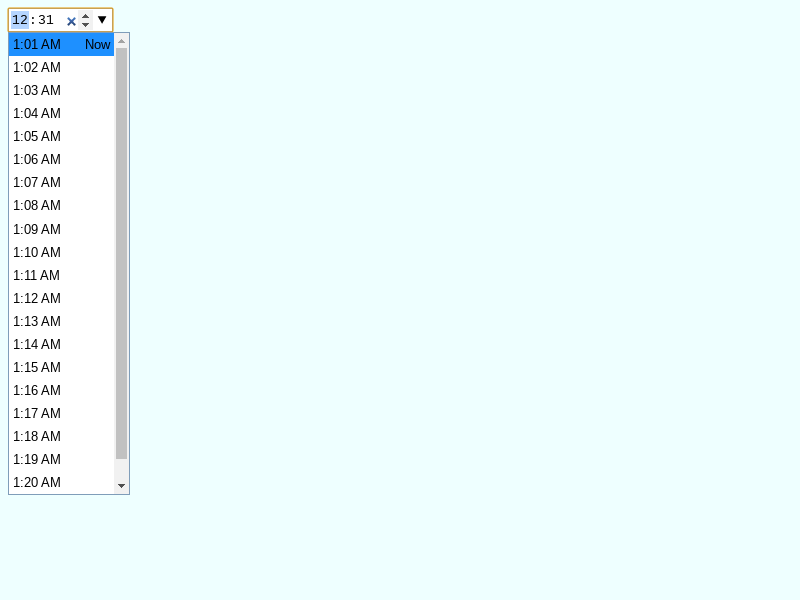 12:31
1:01 AM Now
1:02 AM
1:03 AM
1:04 AM
1:05 AM
1:06 AM
1:07 AM
1:08 AM
1:09 AM
1:10 AM
1:11 AM
1:12 AM
1:13 AM
1:14 AM
1:15 AM
1:16 AM
1:17 AM
1:18 AM
1:19 AM
1:20 AM